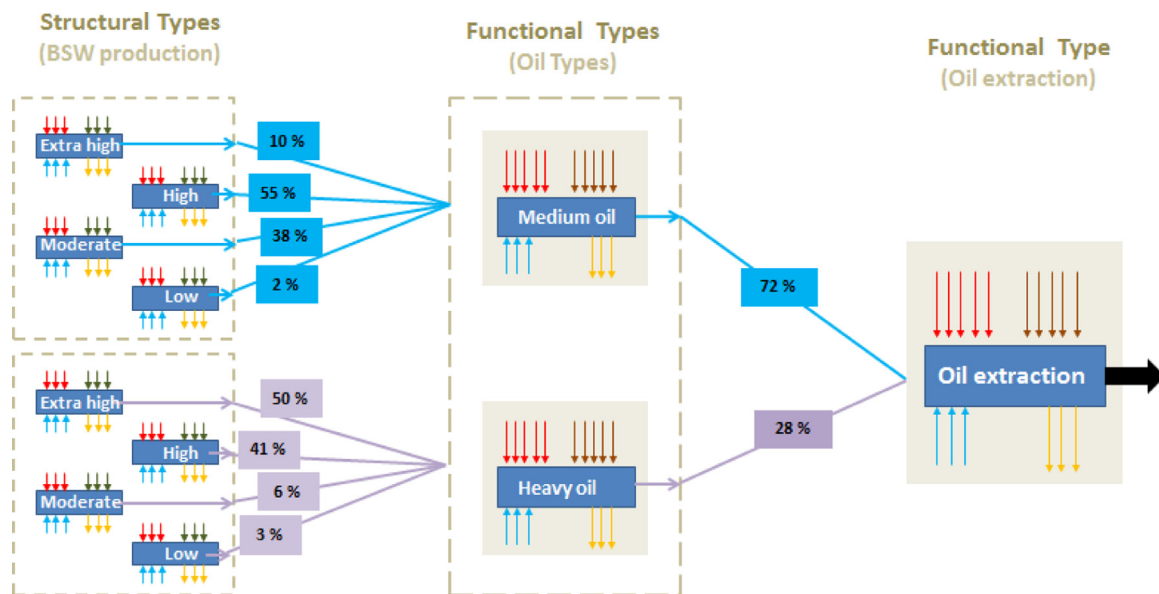 Structural Types
(BSW production)
Functional Types
(Oil Types)
Functional Type
(Oil extraction)
Extra high
10 %
High
55 %
Moderate
38 %
Low
2 %
Medium oil
72 %
Oil extraction
Extra high
50 %
High
41 %
Moderate
6 %
Low
3 %
Heavy oil
28 %